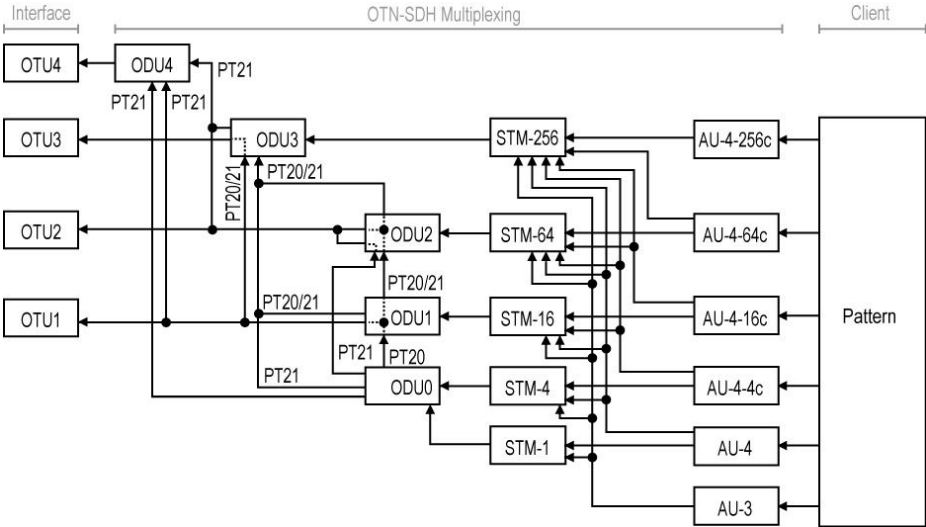 Interface
OTN-SDH Multiplexing
Client
OTU4
ODU4
PT21
PT21
PT21
OTU3
ODU3
STM-256
AU-4-256c
PT20/21
PT20/21
OTU2
ODU2
STM-64
AU-4-64c
PT20/21
PT20/21
OTU1
ODU1
STM-16
AU-4-16c
Pattern
PT21
PT20
PT21
ODU0
STM-4
AU-4-4c
STM-1
AU-4
AU-3